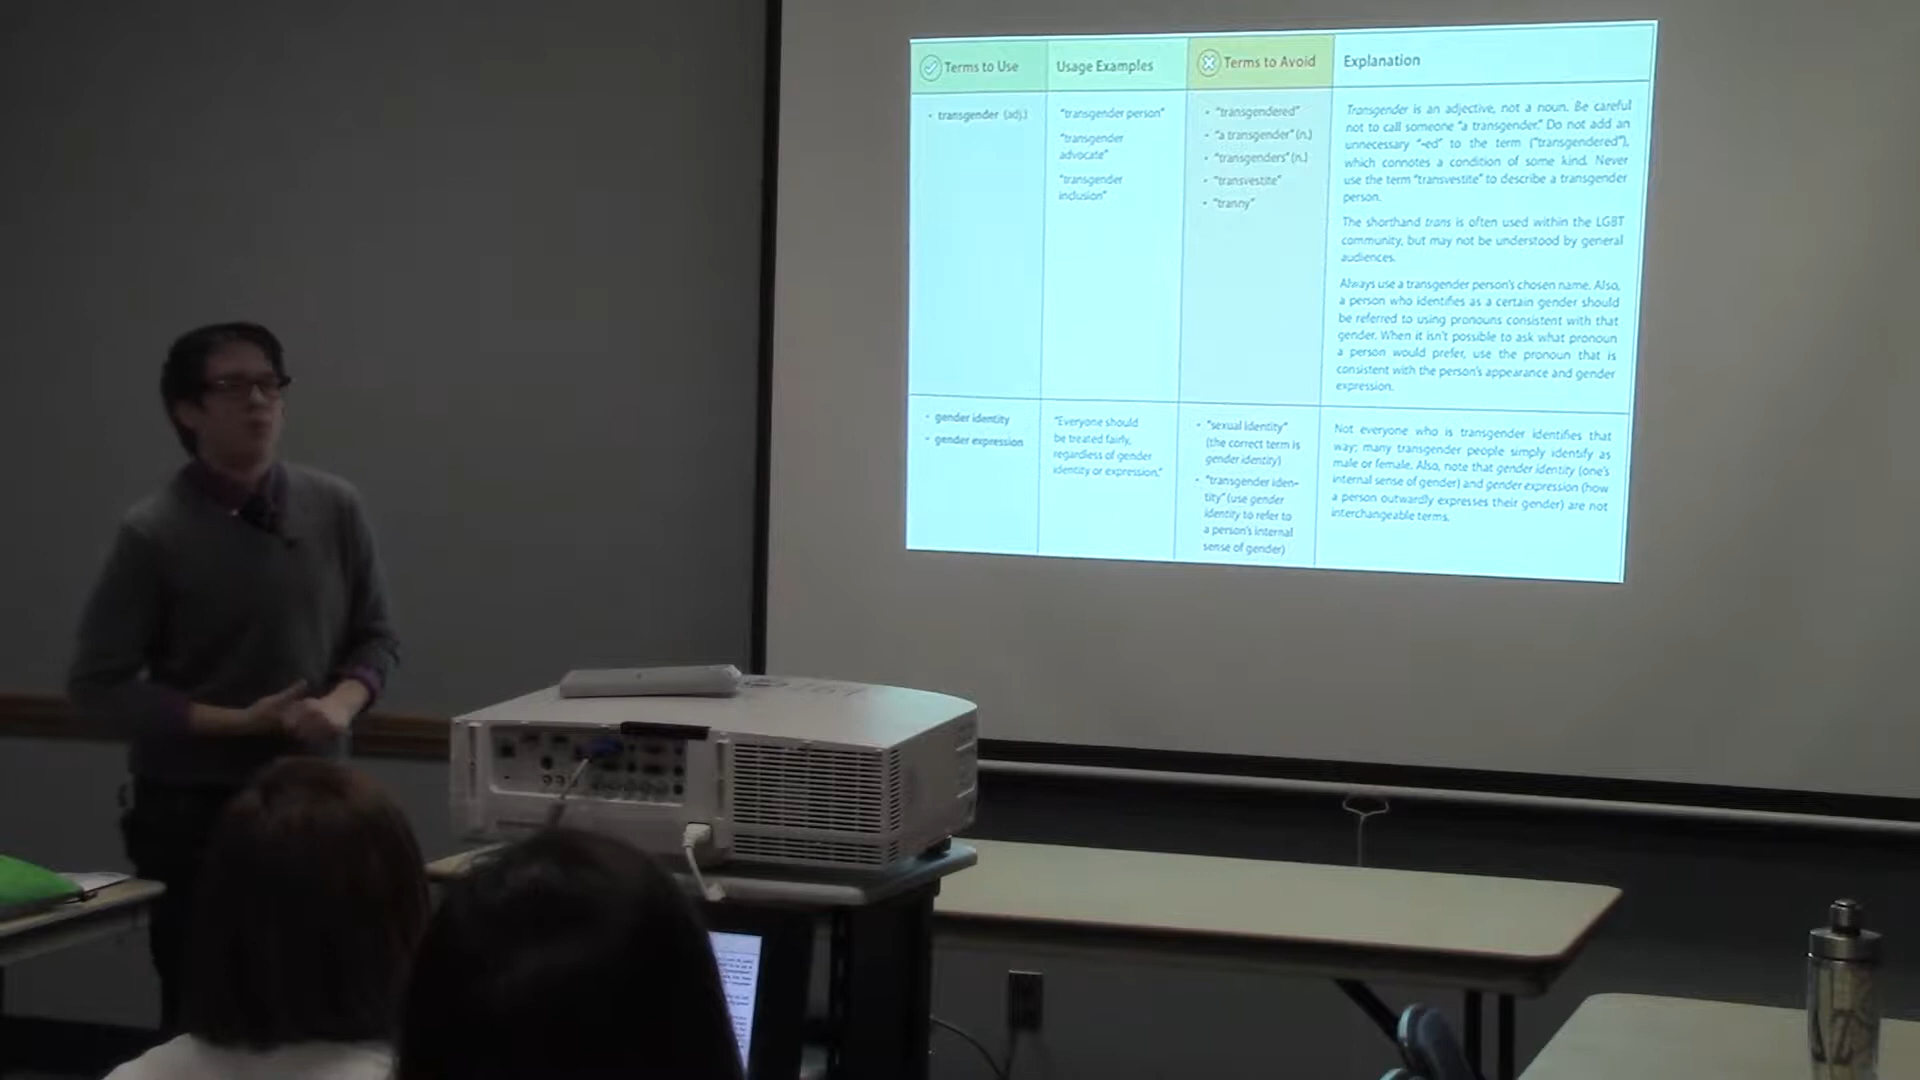 Terms to Use
Usage Examples
Terms to Avoid
Explanation
• transgender (adj.)
"transgender person"
"transgender
advocate"
"transgender
inclusion"
• "transgendered"
• "a transgender" (n.)
• "transgenders" (n.)
• "transvestite"
• "tranny"
Transgender is an adjective, not a noun. Be careful
not to call someone "a transgender." Do not add an
unnecessary "-ed" to the term ("transgendered"),
which connotes a condition of some kind. Never
use the term "transvestite" to describe a transgender
person.
The shorthand trans is often used within the LGBT
community, but may not be understood by general
audiences.
Always use a transgender person's chosen name. Also,
a person who identifies as a certain gender should
be referred to using pronouns consistent with that
gender. When it isn't possible to ask what pronoun
a person would prefer, use the pronoun that is
consistent with the person's appearance and gender
expression.
• gender identity
• gender expression
"Everyone should
be treated fairly,
regardless of gender
identity or expression."
• "sexual identity"
(the correct term is
gender identity)
• "transgender iden-
tity" (use gender
identity to refer to
a person's internal
sense of gender)
Not everyone who is transgender identifies that
way; many transgender people simply identify as
male or female. Also, note that gender identity (one's
internal sense of gender) and gender expression (how
a person outwardly expresses their gender) are not
interchangeable terms.